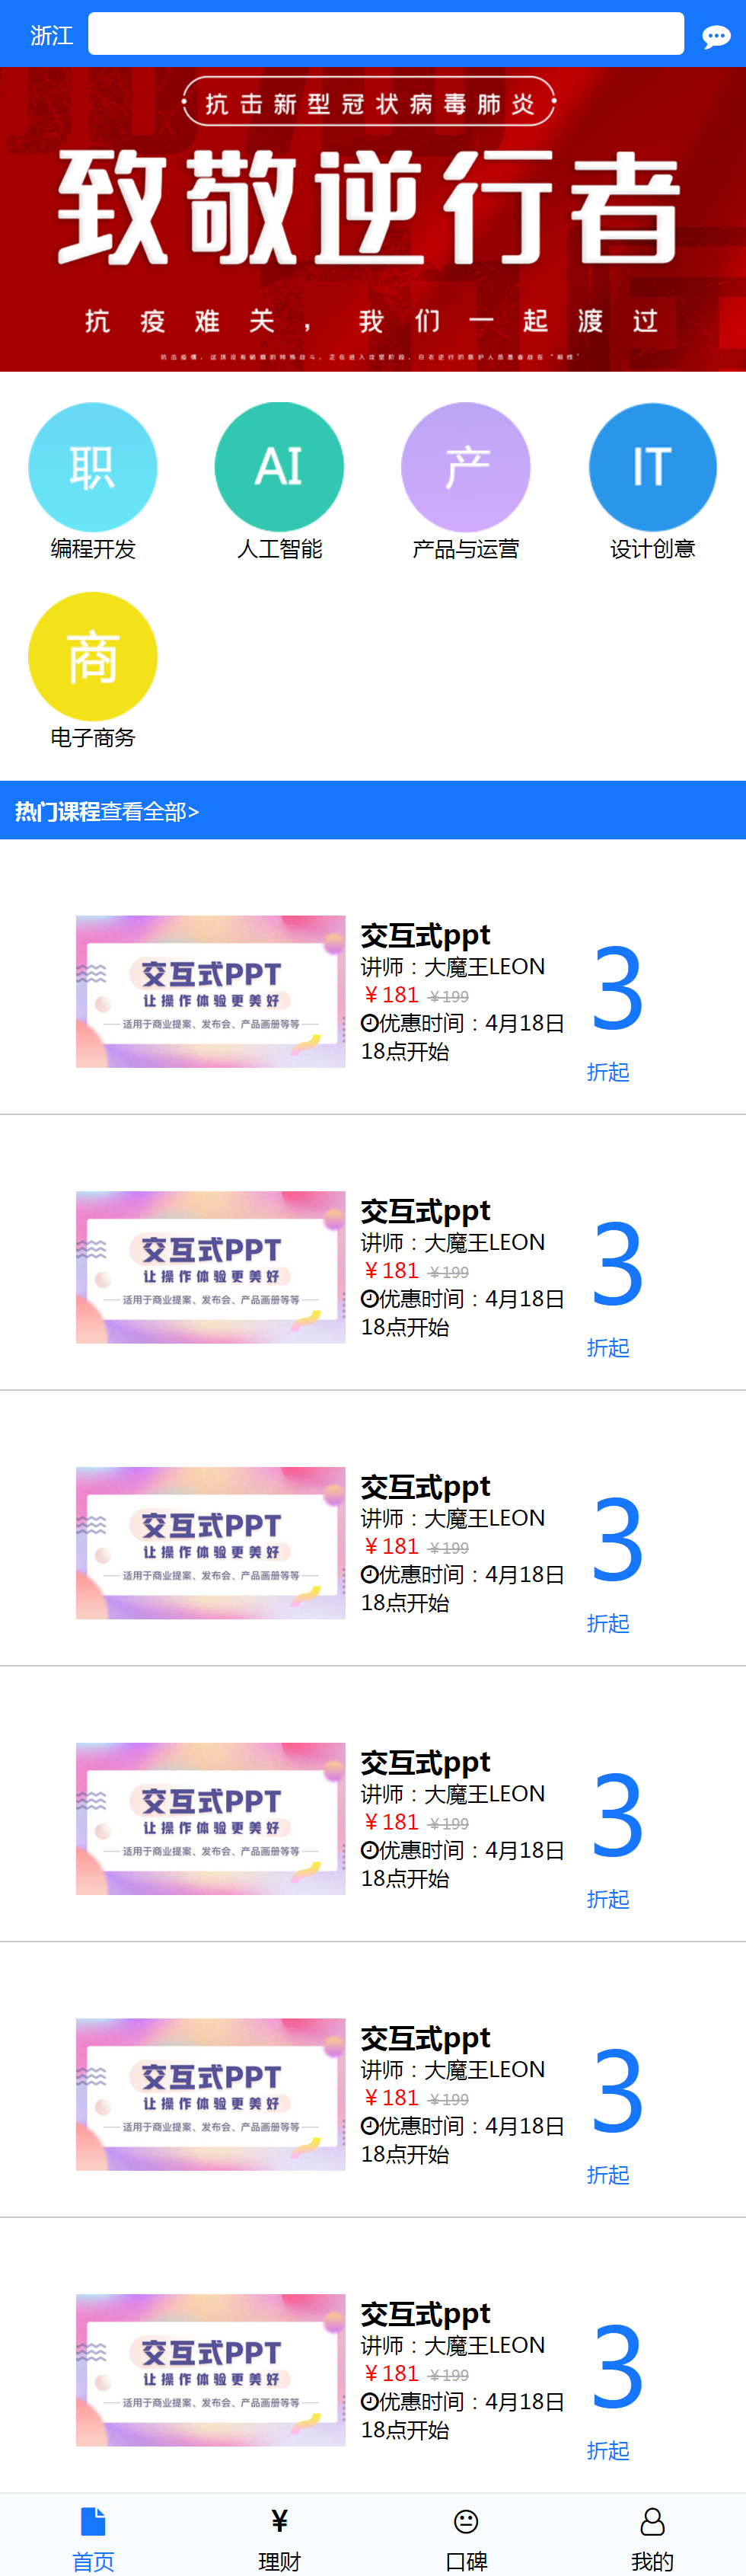 浙江
抗击新型冠状病毒肺炎
致敬逆行者
抗疫难关，我们一起渡过
职 AI 产 IT
编程开发 人工智能 产品与运营 设计创意
商
电子商务
热门课程查看全部>
交互式PPT
让操作体验更美好
适用于商业提案、发布会、产品画册等等
交互式ppt
讲师：大魔王LEON
￥181 ￥199
优惠时间：4月18日
18点开始
3
折起
交互式PPT
让操作体验更美好
适用于商业提案、发布会、产品画册等等
交互式ppt
讲师：大魔王LEON
￥181 ￥199
优惠时间：4月18日
18点开始
3
折起
交互式PPT
让操作体验更美好
适用于商业提案、发布会、产品画册等等
交互式ppt
讲师：大魔王LEON
￥181 ￥199
优惠时间：4月18日
18点开始
3
折起
交互式PPT
让操作体验更美好
适用于商业提案、发布会、产品画册等等
交互式ppt
讲师：大魔王LEON
￥181 ￥199
优惠时间：4月18日
18点开始
3
折起
交互式PPT
让操作体验更美好
适用于商业提案、发布会、产品画册等等
交互式ppt
讲师：大魔王LEON
￥181 ￥199
优惠时间：4月18日
18点开始
3
折起
交互式PPT
让操作体验更美好
适用于商业提案、发布会、产品画册等等
交互式ppt
讲师：大魔王LEON
￥181 ￥199
优惠时间：4月18日
18点开始
3
折起
¥
首页 理财 口碑 我的